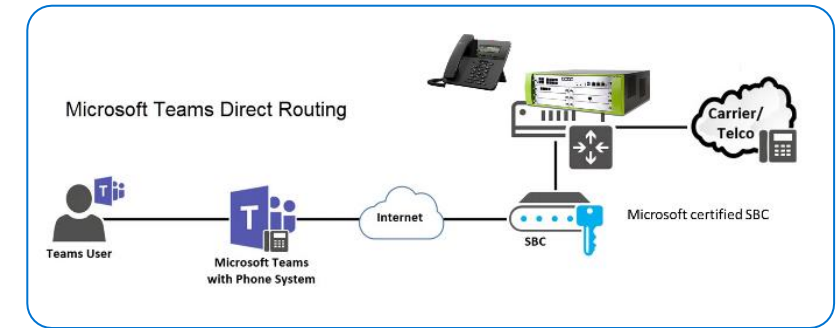 Microsoft Teams Direct Routing
Carrier/
Telco
T
T
Internet
Microsoft certified SBC
SBC
Teams User
Microsoft Teams
with Phone System